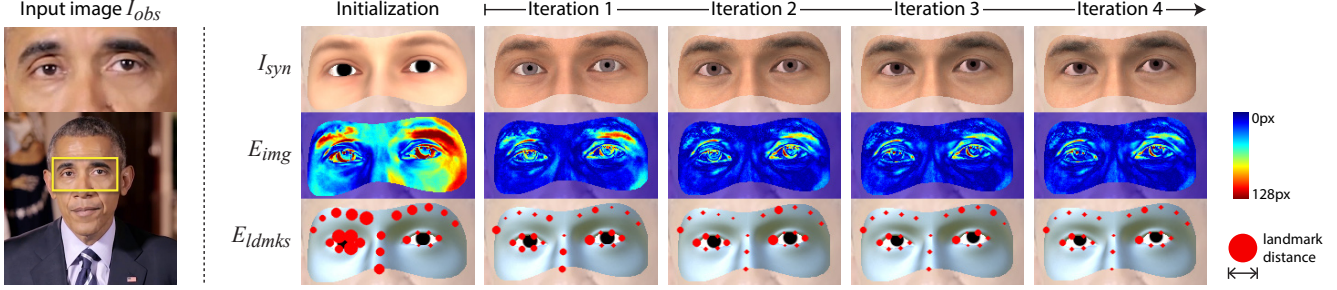 Input image I_obs
Initialization
Iteration 1
Iteration 2
Iteration 3
Iteration 4
I_syn
E_img
0px
128px
E_ldmks
landmark
distance